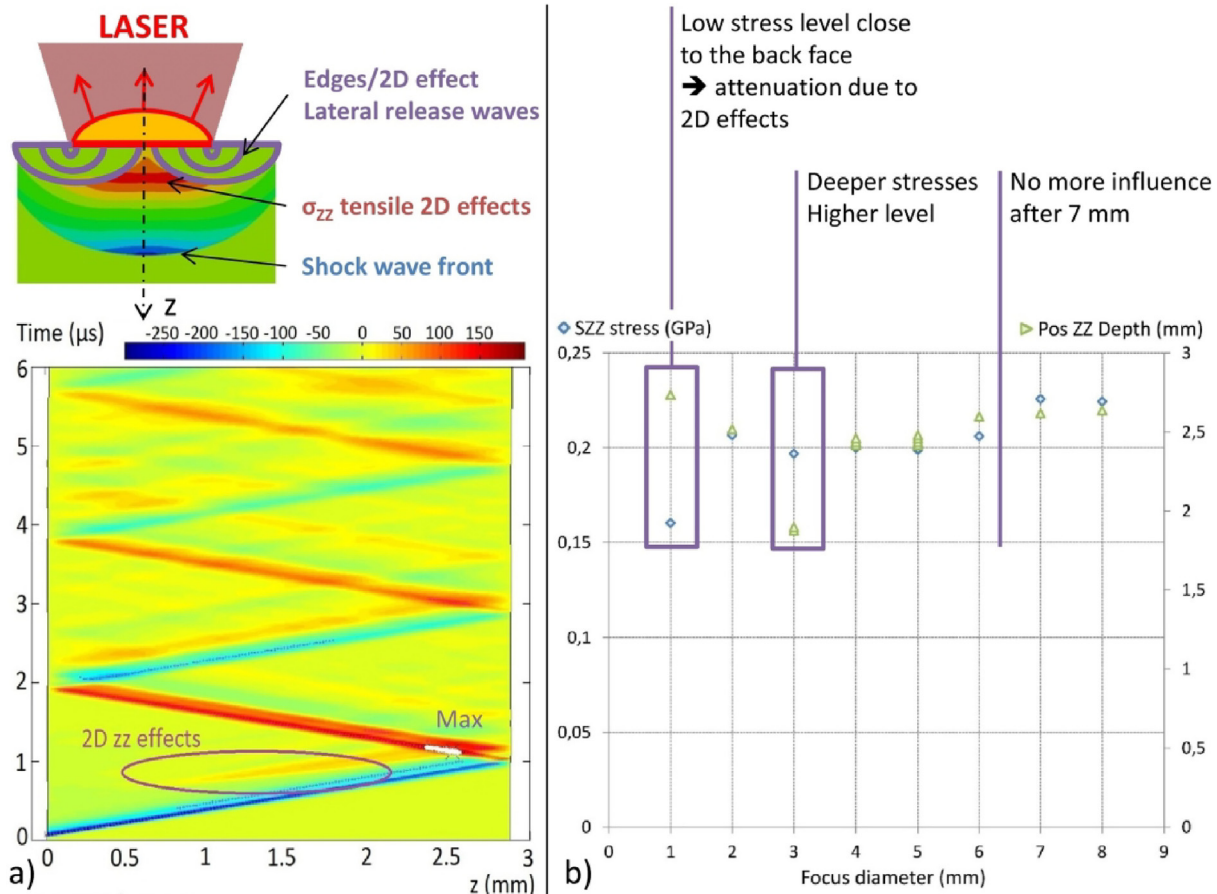 LASER
Edges/2D effect
Lateral release waves
σZZ tensile 2D effects
Shock wave front
z
Time (µs)
-250 -200 -150 -100 -50 0 50 100 150
6
5
4
3
2
1
0
2D zz effects
Max
0 0.5 1 1.5 2 2.5 3
z (mm)
a)
Low stress level close
to the back face
➔ attenuation due to
2D effects
Deeper stresses
Higher level
No more influence
after 7 mm
SZZ stress (GPa)
Pos ZZ Depth (mm)
0,25
0,2
0,15
0,1
0,05
0
3
2,5
2
1,5
1
0,5
0
0 1 2 3 4 5 6 7 8 9
Focus diameter (mm)
b)